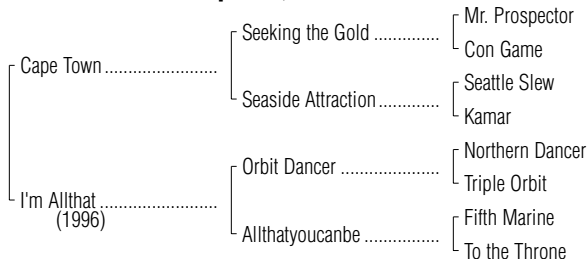 Mr. Prospector
Seeking the Gold ..............
Con Game
Cape Town ........................
Seattle Slew
Seaside Attraction .............
Kamar
Northern Dancer
Orbit Dancer .....................
Triple Orbit
I'm Allthat .........................
(1996)
Fifth Marine
Allthatyoucanbe ................
To the Throne